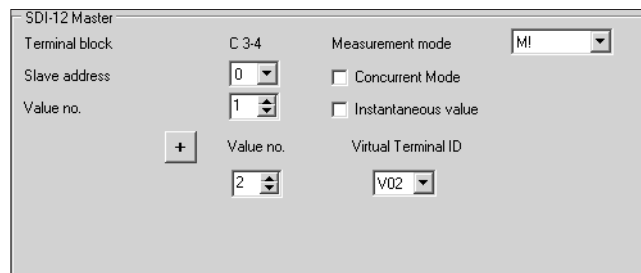 SDI-12 Master
Terminal block C 3-4 Measurement mode M!
Slave address 0 Concurrent Mode
Value no. 1 Instantaneous value
+ Value no. Virtual Terminal ID
2 V02